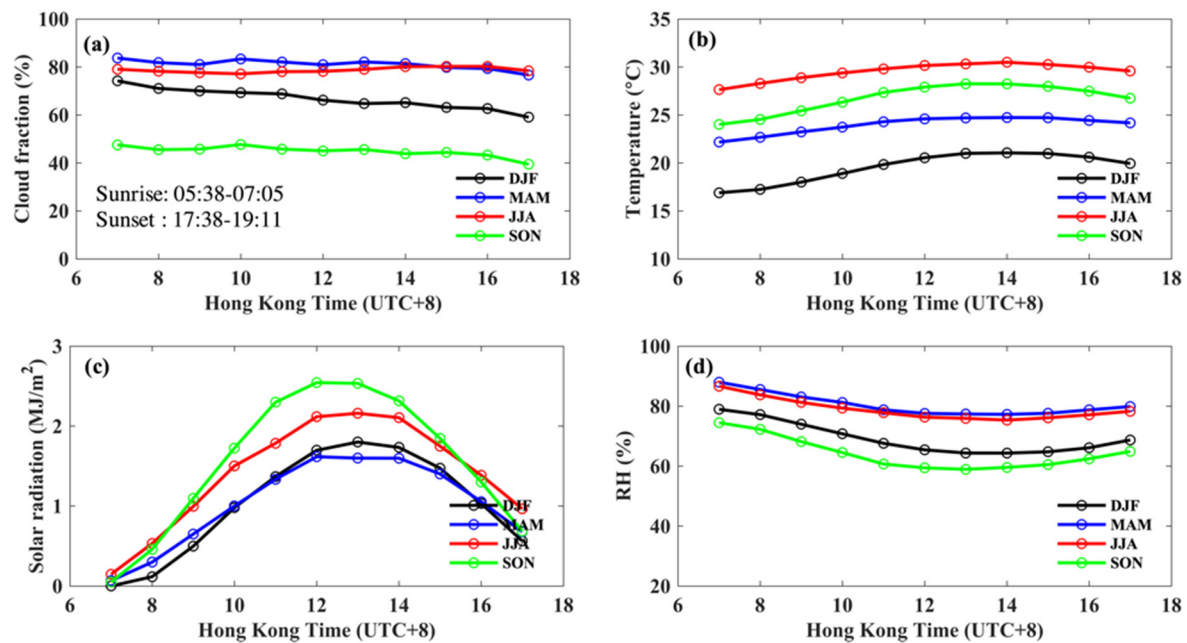 (a)
Cloud fraction (%)
100
80
60
40
20
0
Sunrise: 05:38-07:05
Sunset : 17:38-19:11
DJF
MAM
JJA
SON
6
8
10
12
14
16
18
Hong Kong Time (UTC+8)
(b)
Temperature (°C)
35
30
25
20
15
10
DJF
MAM
JJA
SON
6
8
10
12
14
16
18
Hong Kong Time (UTC+8)
(c)
Solar radiation (MJ/m²)
3
2
1
0
DJF
MAM
JJA
SON
6
8
10
12
14
16
18
Hong Kong Time (UTC+8)
(d)
RH (%)
100
80
60
40
20
DJF
MAM
JJA
SON
6
8
10
12
14
16
18
Hong Kong Time (UTC+8)